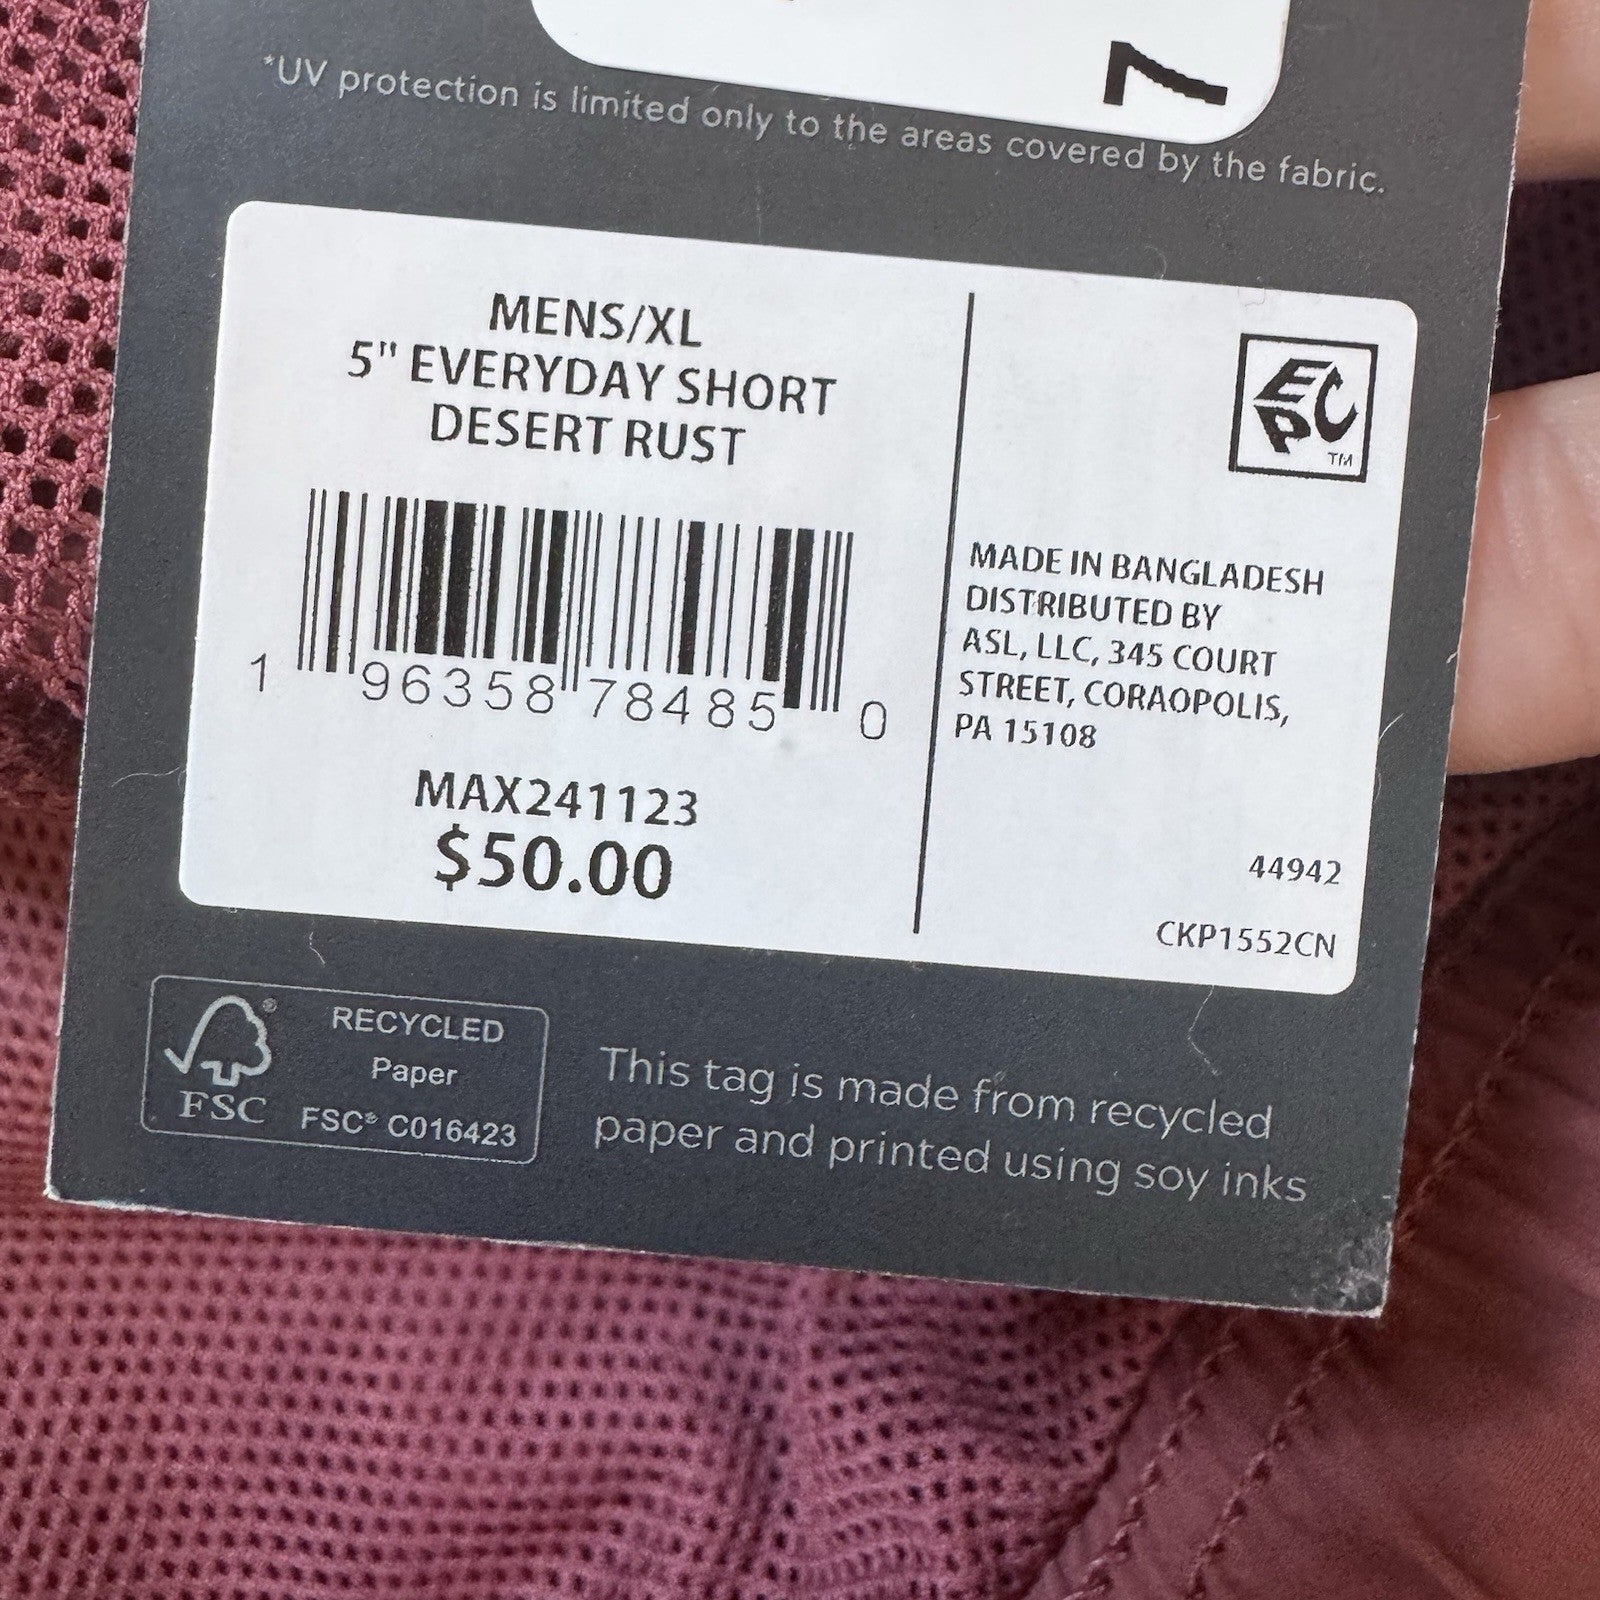 7
*UV protection is limited only to the areas covered by the fabric.
MENS/XL
5" EVERYDAY SHORT
DESERT RUST
1 96358 78485 0
MAX241123
$50.00
EPC
TM
MADE IN BANGLADESH
DISTRIBUTED BY
ASL, LLC, 345 COURT
STREET, CORAOPOLIS,
PA 15108
44942
CKP1552CN
®
FSC
RECYCLED
Paper
FSC® C016423
This tag is made from recycled
paper and printed using soy inks